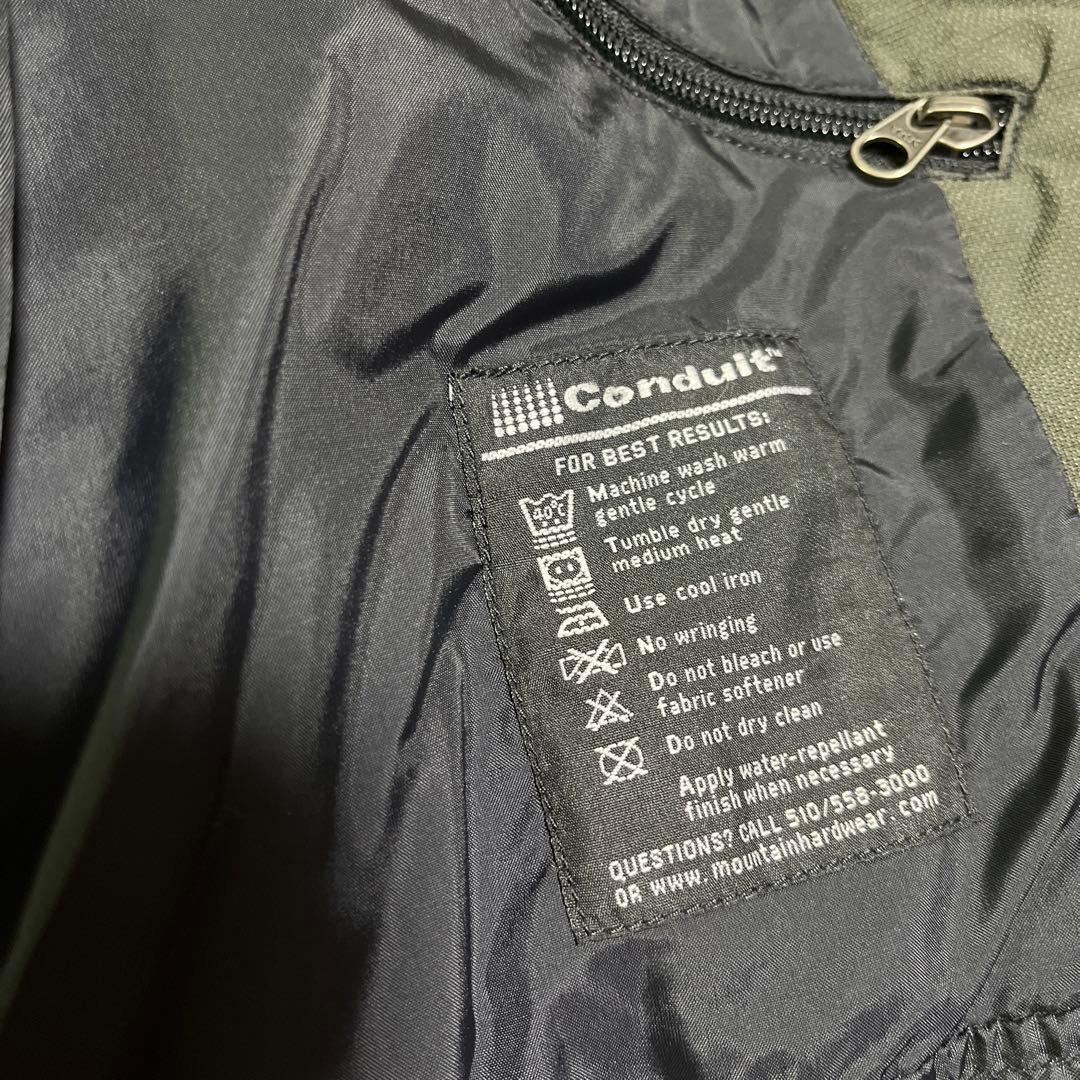 YKK
Conduit™
FOR BEST RESULTS:
40°C
Machine wash warm
gentle cycle
Tumble dry gentle
medium heat
Use cool iron
No wringing
Do not bleach or use
fabric softener
Do not dry clean
Apply water-repellant
finish when necessary
QUESTIONS? CALL 510/558-3000
OR www.mountainhardwear.com